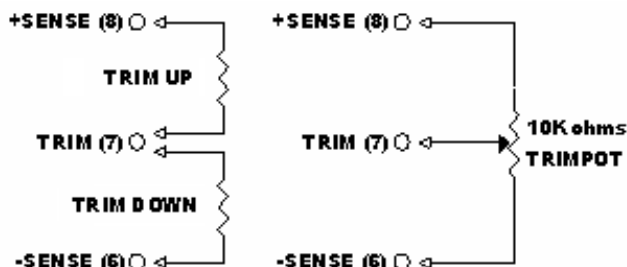 +SENSE (8)
TRIM UP
TRIM (7)
TRIM DOWN
-SENSE (6)
+SENSE (8)
TRIM (7)
10K ohms
TRIMPOT
-SENSE (6)